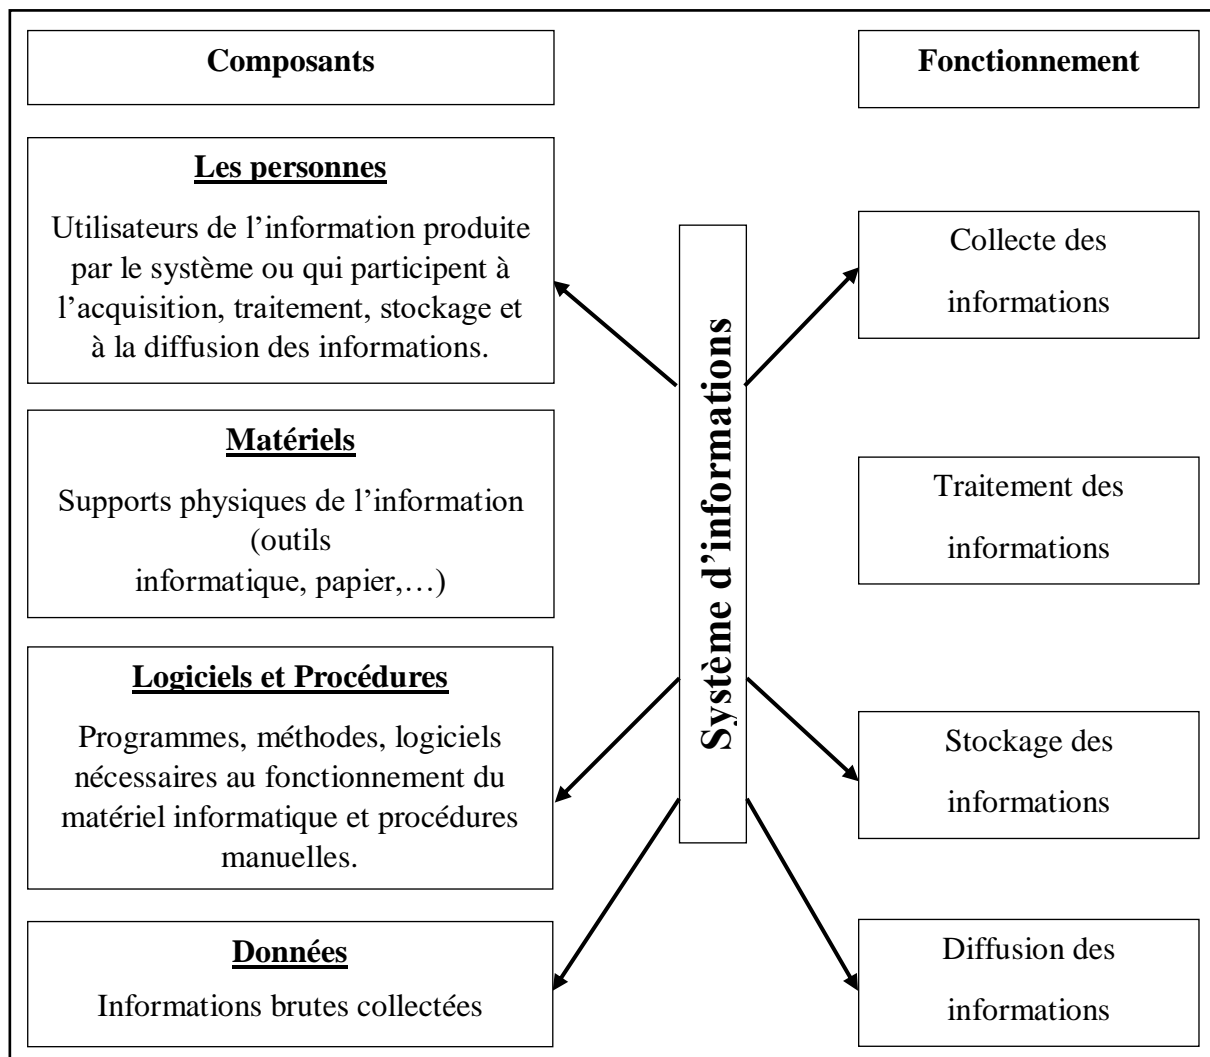 Composants
Fonctionnement
Les personnes
Utilisateurs de l’information produite
par le système ou qui participent à
l’acquisition, traitement, stockage et
à la diffusion des informations.
Matériels
Supports physiques de l’information
(outils
informatique, papier,…)
Logiciels et Procédures
Programmes, méthodes, logiciels
nécessaires au fonctionnement du
matériel informatique et procédures
manuelles.
Données
Informations brutes collectées
Système d’informations
Collecte des
informations
Traitement des
informations
Stockage des
informations
Diffusion des
informations